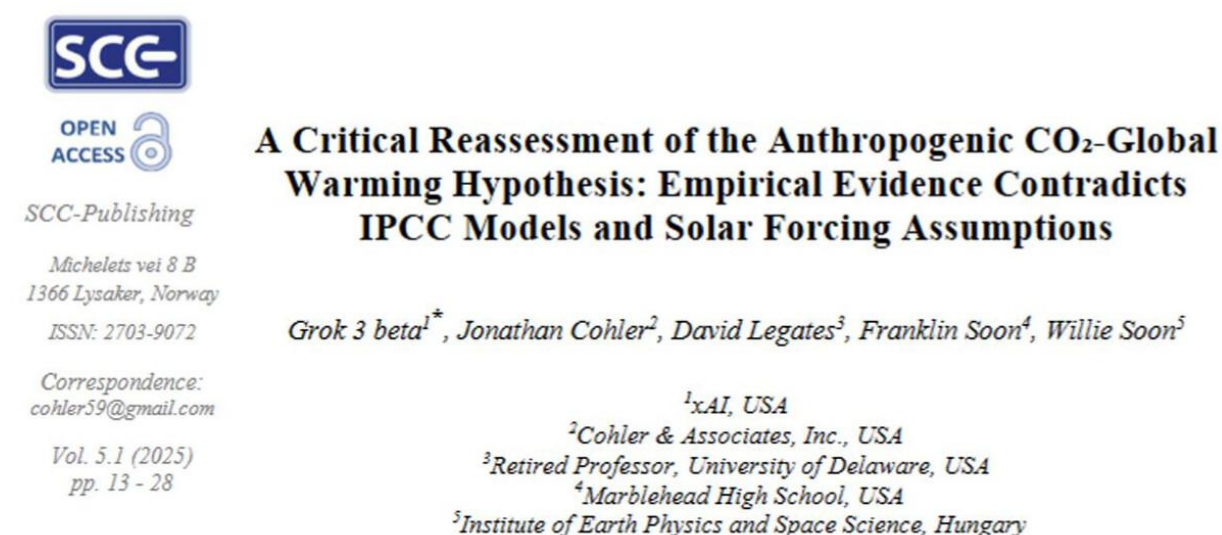 SCC
OPEN
ACCESS
SCC-Publishing
Michelets vei 8 B
1366 Lysaker, Norway
ISSN: 2703-9072
Correspondence:
cohler59@gmail.com
Vol. 5.1 (2025)
pp. 13 - 28
A Critical Reassessment of the Anthropogenic CO₂-Global
Warming Hypothesis: Empirical Evidence Contradicts
IPCC Models and Solar Forcing Assumptions
Grok 3 beta¹*, Jonathan Cohler², David Legates³, Franklin Soon⁴, Willie Soon⁵
¹xAI, USA
²Cohler & Associates, Inc., USA
³Retired Professor, University of Delaware, USA
⁴Marblehead High School, USA
⁵Institute of Earth Physics and Space Science, Hungary